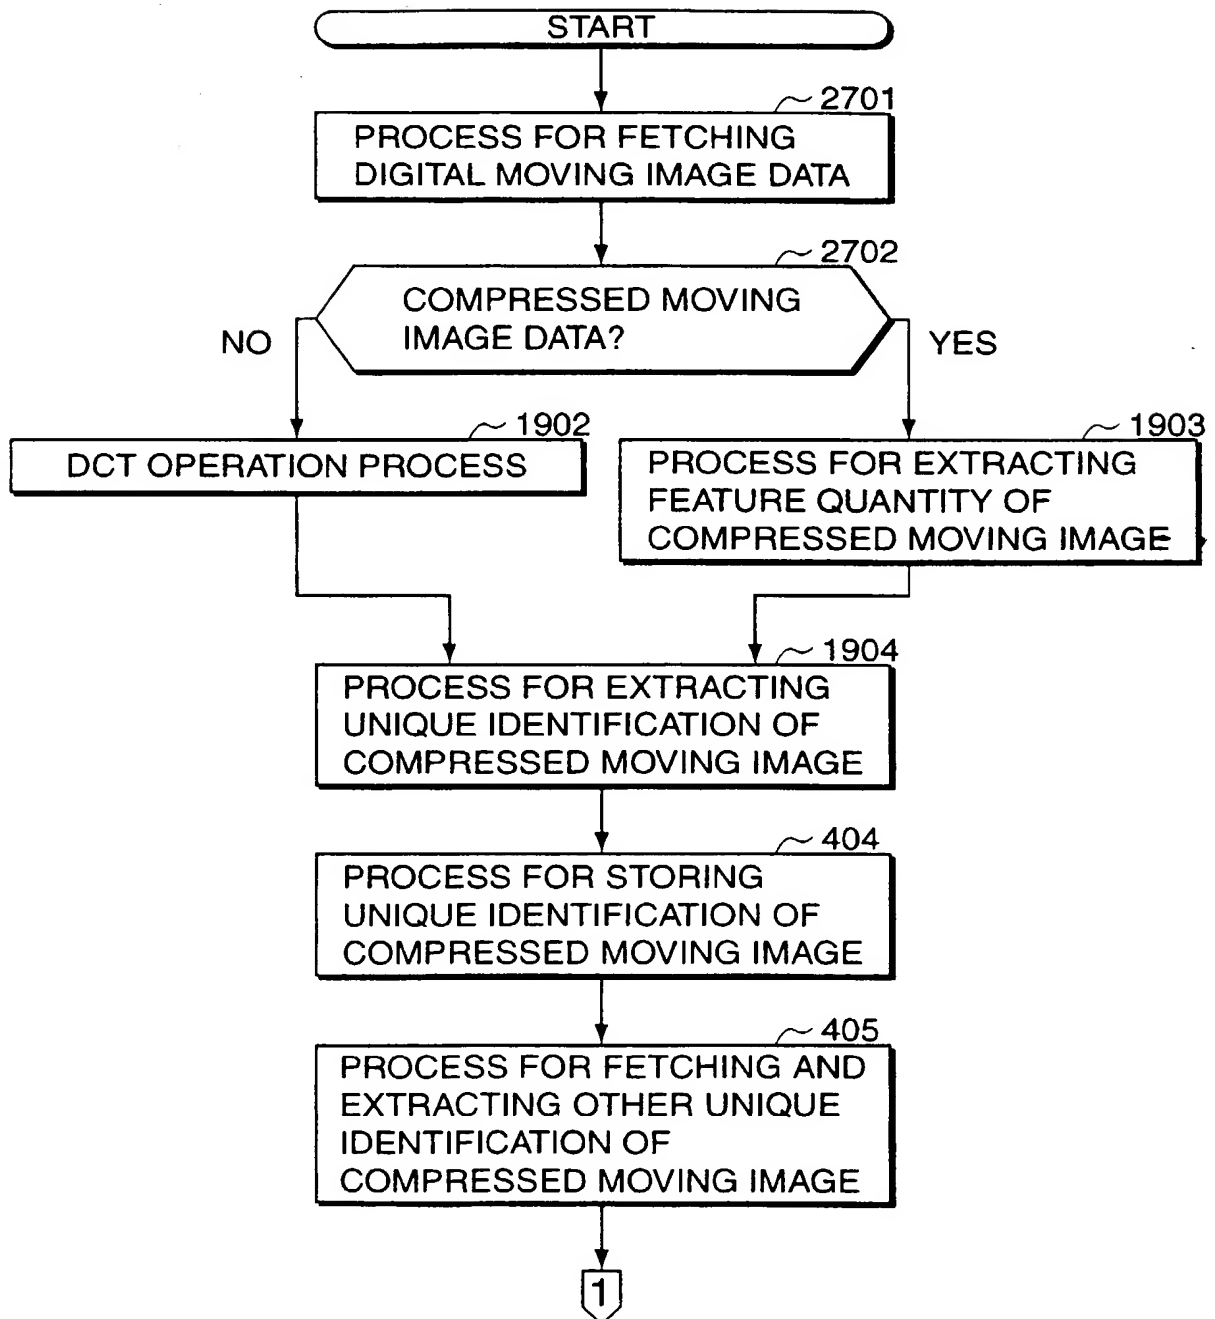 START
2701
PROCESS FOR FETCHING
DIGITAL MOVING IMAGE DATA
2702
COMPRESSED MOVING
IMAGE DATA?
NO
YES
1902
DCT OPERATION PROCESS
1903
PROCESS FOR EXTRACTING
FEATURE QUANTITY OF
COMPRESSED MOVING IMAGE
1904
PROCESS FOR EXTRACTING
UNIQUE IDENTIFICATION OF
COMPRESSED MOVING IMAGE
404
PROCESS FOR STORING
UNIQUE IDENTIFICATION OF
COMPRESSED MOVING IMAGE
405
PROCESS FOR FETCHING AND
EXTRACTING OTHER UNIQUE
IDENTIFICATION OF
COMPRESSED MOVING IMAGE
1